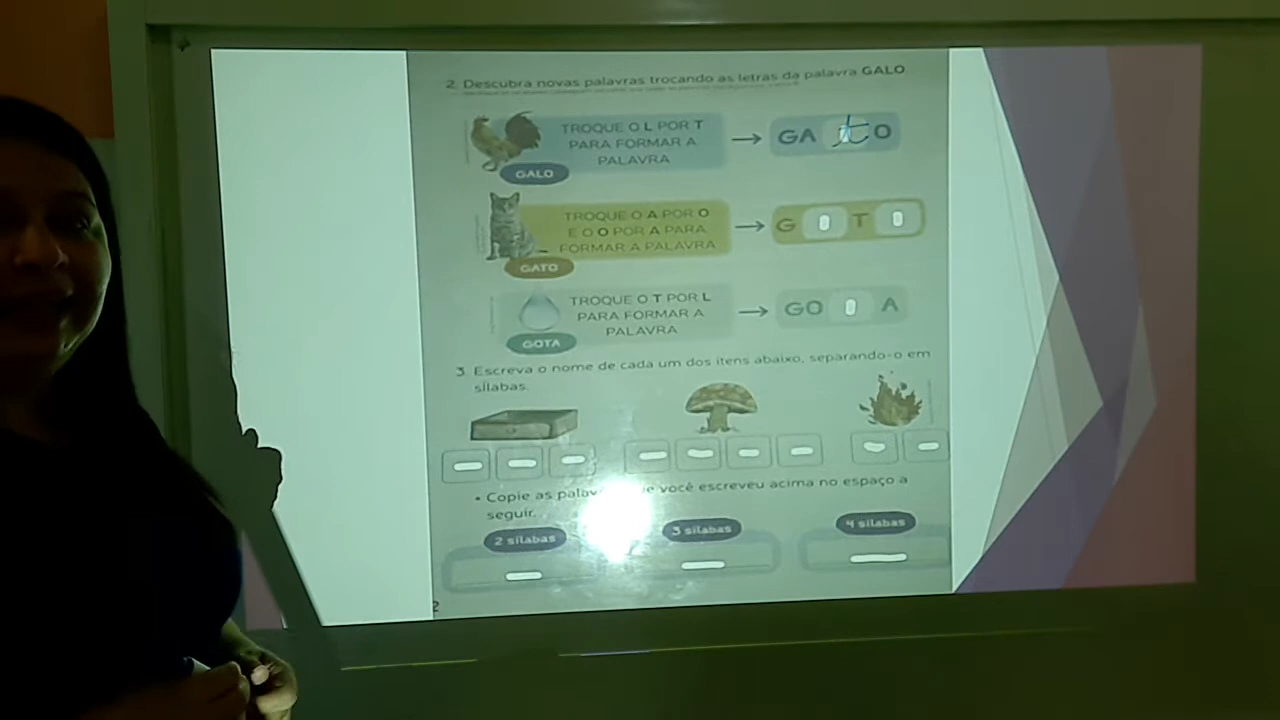 2. Descubra novas palavras trocando as letras da palavra GALO
TROQUE O L POR T
PARA FORMAR A
PALAVRA
GALO
GA t O
TROQUE O A POR O
E O O POR A PARA
FORMAR A PALAVRA
GATO
G T
TROQUE O T POR L
PARA FORMAR A
PALAVRA
GOTA
GO A
3. Escreva o nome de cada um dos itens abaixo, separando-o em
sílabas.
• Copie as você escreveu acima no espaço a
seguir.
2 sílabas
3 sílabas
4 sílabas
2